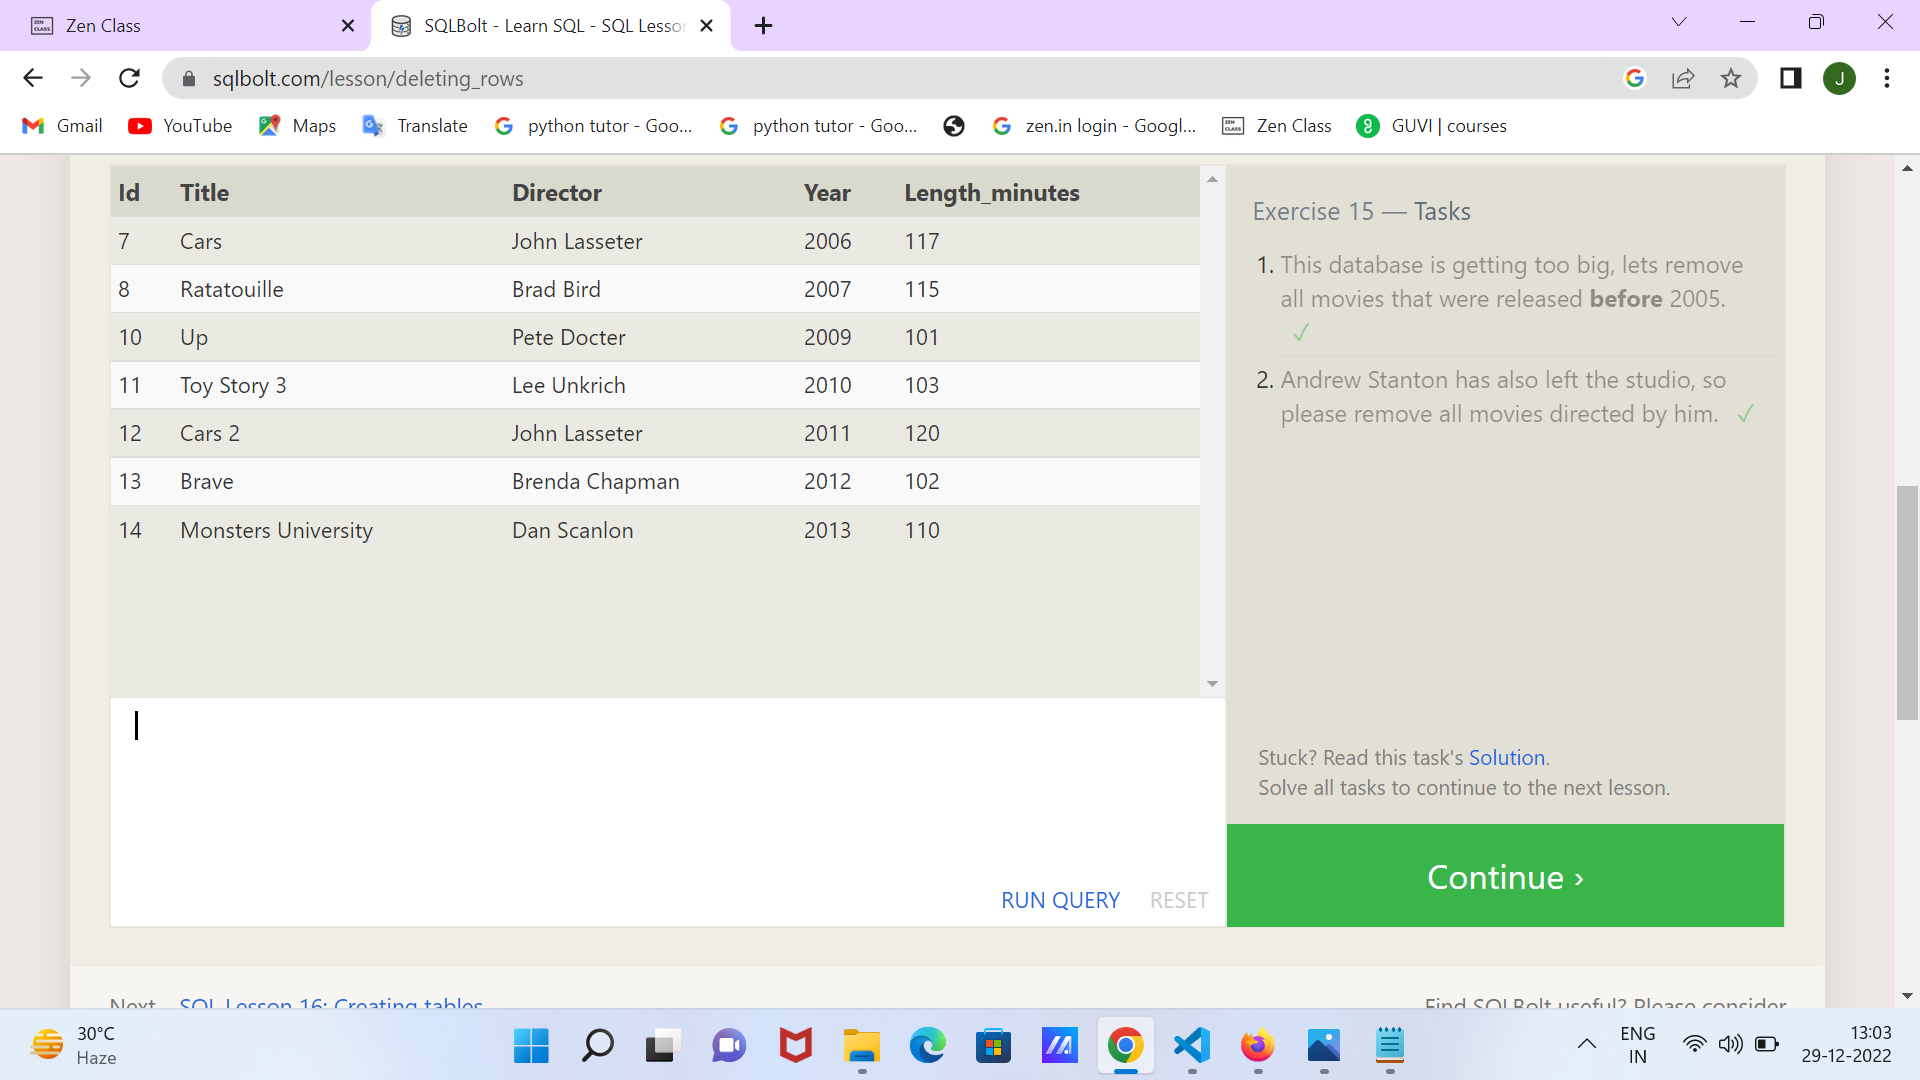 Zen Class
SQLBolt - Learn SQL - SQL Lesso
sqlbolt.com/lesson/deleting_rows
J
Gmail YouTube Maps Translate python tutor - Goo... python tutor - Goo... zen.in login - Googl... Zen Class GUVI | courses
Id Title Director Year Length_minutes
7 Cars John Lasseter 2006 117
8 Ratatouille Brad Bird 2007 115
10 Up Pete Docter 2009 101
11 Toy Story 3 Lee Unkrich 2010 103
12 Cars 2 John Lasseter 2011 120
13 Brave Brenda Chapman 2012 102
14 Monsters University Dan Scanlon 2013 110
RUN QUERY RESET
Exercise 15 — Tasks
1. This database is getting too big, lets remove
all movies that were released before 2005.
✓
2. Andrew Stanton has also left the studio, so
please remove all movies directed by him. ✓
Stuck? Read this task's Solution.
Solve all tasks to continue to the next lesson.
Continue ›
Next SQL Lesson 16: Creating tables
Find SQLBolt useful? Please consider
30°C
Haze
ENG
IN
13:03
29-12-2022